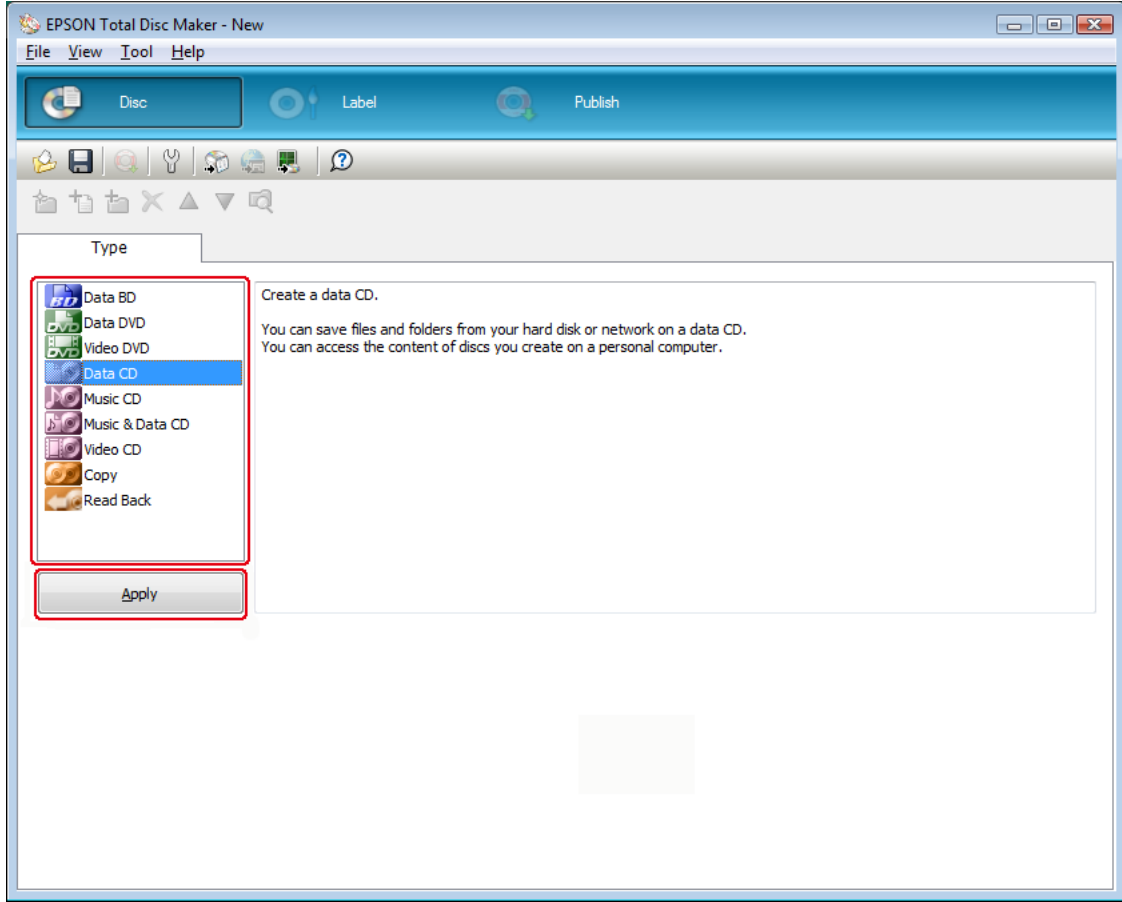 EPSON Total Disc Maker - New
File View Tool Help
Disc Label Publish
Type
BD Data BD
DVD Data DVD
DVD Video DVD
Data CD
Music CD
Music & Data CD
Video CD
Copy
Read Back
Apply
Create a data CD.
You can save files and folders from your hard disk or network on a data CD.
You can access the content of discs you create on a personal computer.